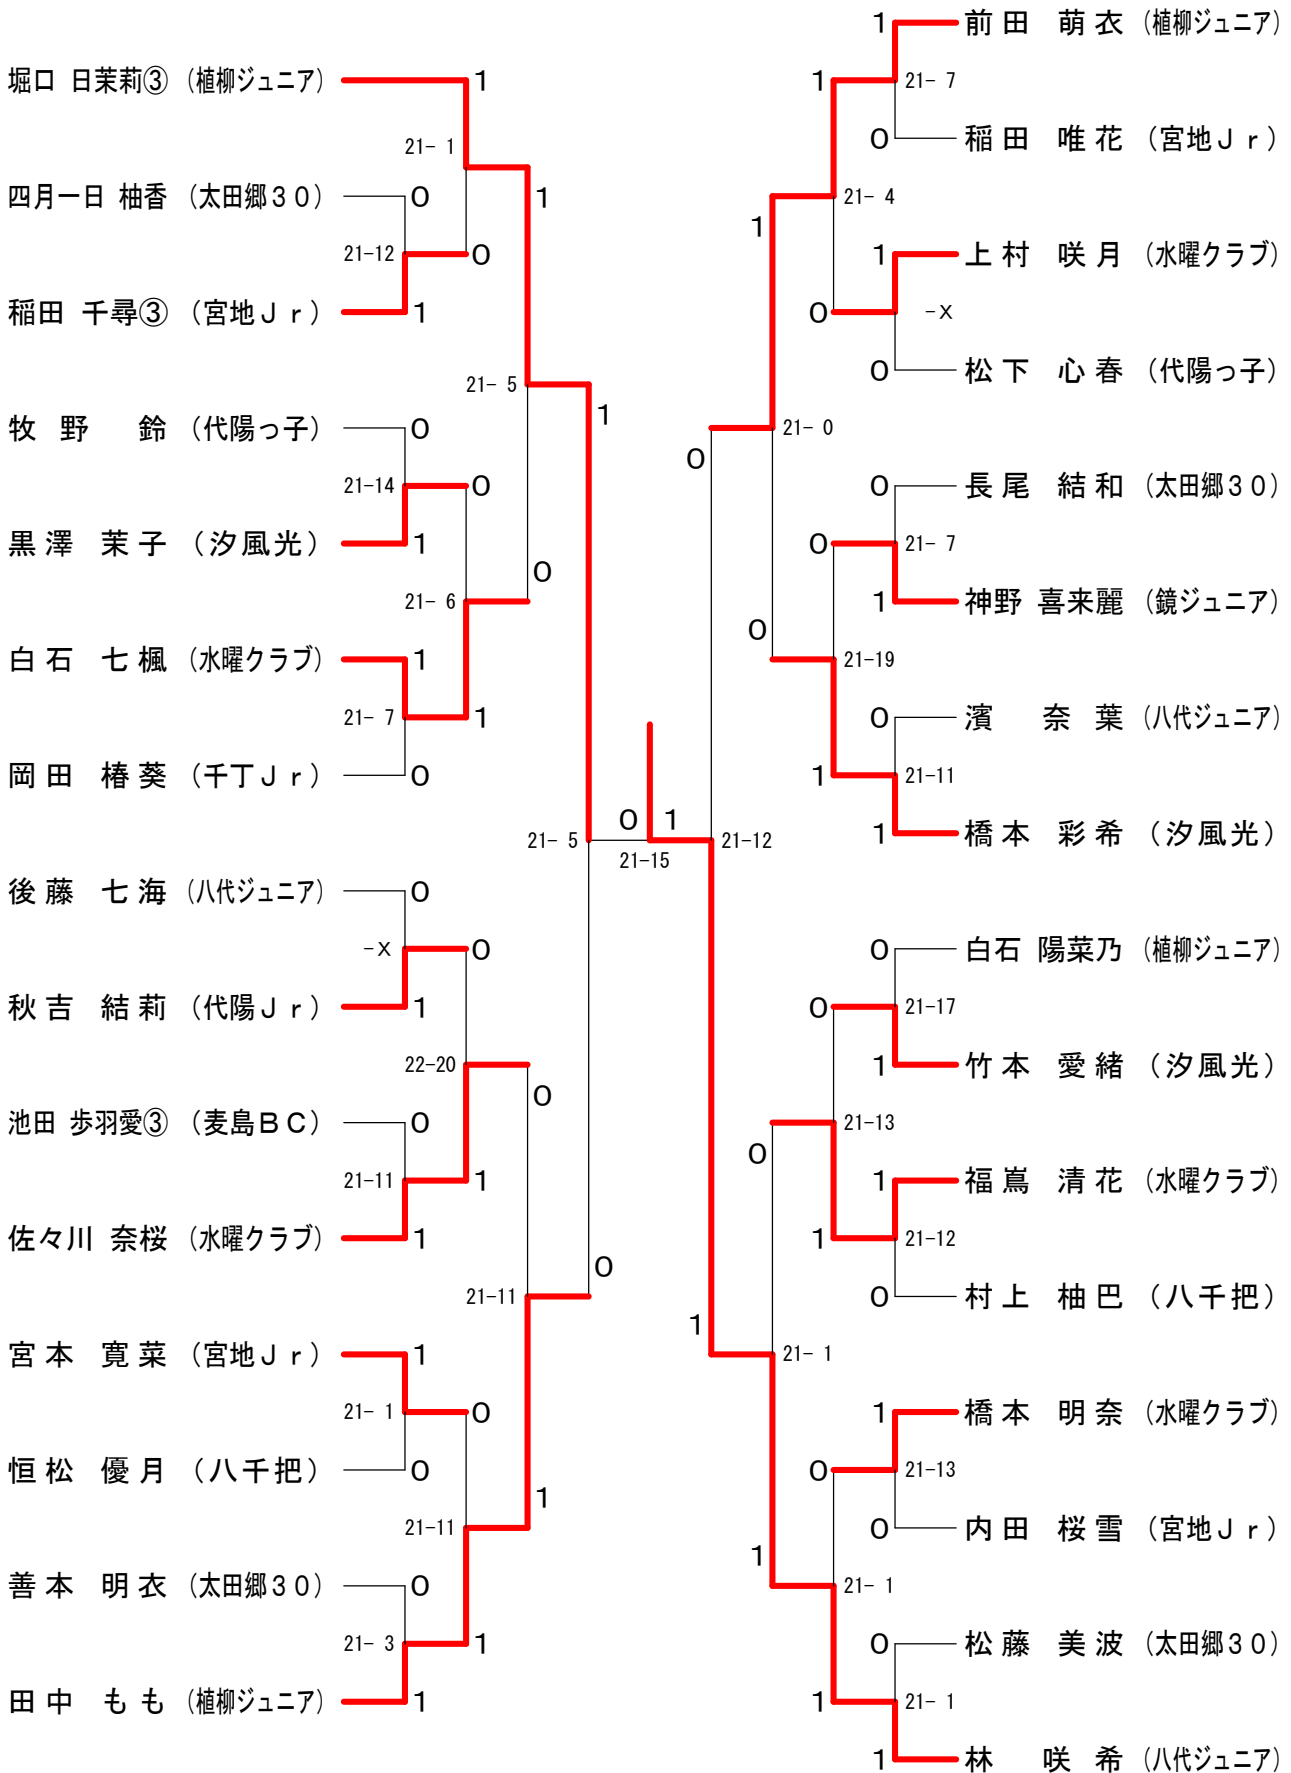 堀口 日茉莉③ (植柳ジュニア) 1
21- 1
四月一日 柚香 (太田郷30) 0
1
21-12 0
稲田 千尋③ (宮地Jr) 1
21- 5
1
牧野 鈴 (代陽っ子) 0
21-14 0
黒澤 茉子 (汐風光) 1
0
21- 6
白石 七楓 (水曜クラブ) 1
21- 7 1
岡田 椿葵 (千丁Jr) 0
21- 5
後藤 七海 (八代ジュニア) 0
-X 0
秋吉 結莉 (代陽Jr) 1
22-20
0
池田 歩羽愛③ (麦島BC) 0
21-11 1
佐々川 奈桜 (水曜クラブ) 1
0
21-11
宮本 寛菜 (宮地Jr) 1
21- 1 0
恒松 優月 (八千把) 0
1
21-11
善本 明衣 (太田郷30) 0
21- 3 1
田中 もも (植柳ジュニア) 1
0 1
21-15
1 前田 萌衣 (植柳ジュニア)
1 21- 7
0 稲田 唯花 (宮地Jr)
21- 4
1
1 上村 咲月 (水曜クラブ)
0 -X
0 松下 心春 (代陽っ子)
21- 0
0
0 長尾 結和 (太田郷30)
0 21- 7
1 神野 喜来麗 (鏡ジュニア)
0
21-19
0 濱 奈葉 (八代ジュニア)
1 21-11
1 橋本 彩希 (汐風光)
21-12
0 白石 陽菜乃 (植柳ジュニア)
0 21-17
1 竹本 愛緒 (汐風光)
21-13
0
1 福嶌 清花 (水曜クラブ)
1 21-12
0 村上 柚巴 (八千把)
1
21- 1
1 橋本 明奈 (水曜クラブ)
0 21-13
0 内田 桜雪 (宮地Jr)
1
21- 1
0 松藤 美波 (太田郷30)
1 21- 1
1 林 咲希 (八代ジュニア)